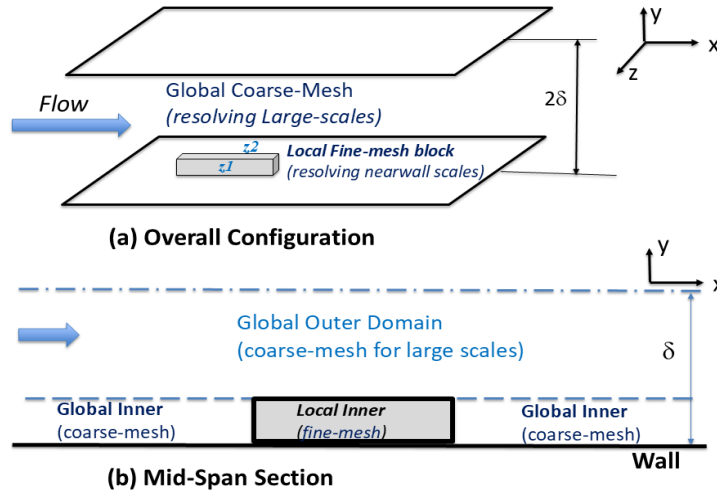 y
x
z
Flow
Global Coarse-Mesh
(resolving Large-scales)
2δ
z2
z1
Local Fine-mesh block
(resolving nearwall scales)
(a) Overall Configuration
y
x
Global Outer Domain
(coarse-mesh for large scales)
δ
Global Inner
(coarse-mesh)
Local Inner
(fine-mesh)
Global Inner
(coarse-mesh)
Wall
(b) Mid-Span Section